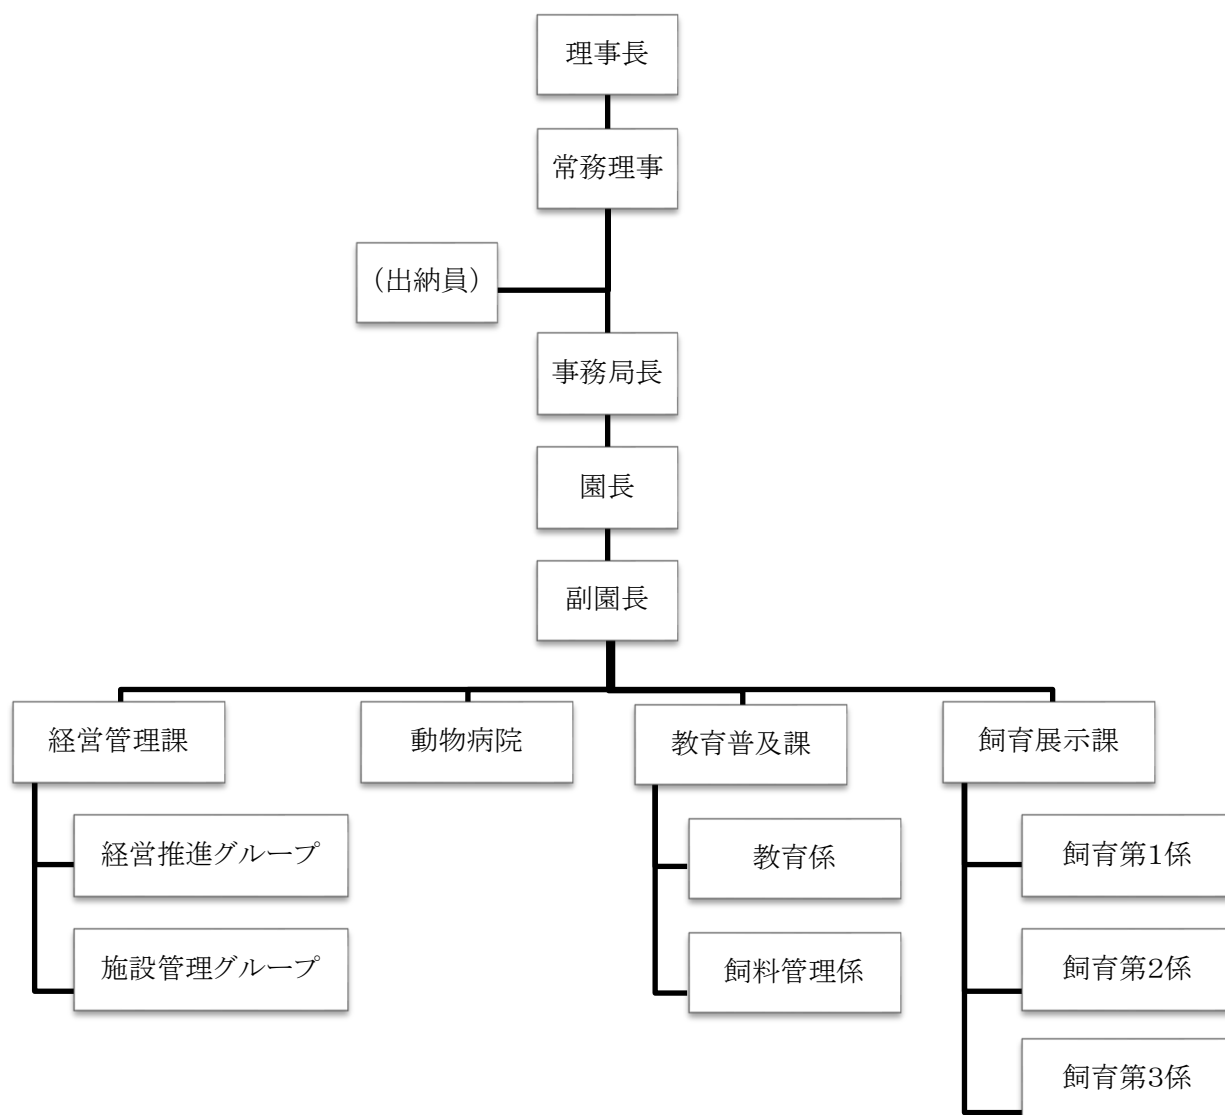 理事長
常務理事
（出納員）
事務局長
園長
副園長
経営管理課
動物病院
教育普及課
飼育展示課
経営推進グループ
教育係
飼育第1係
施設管理グループ
飼料管理係
飼育第2係
飼育第3係